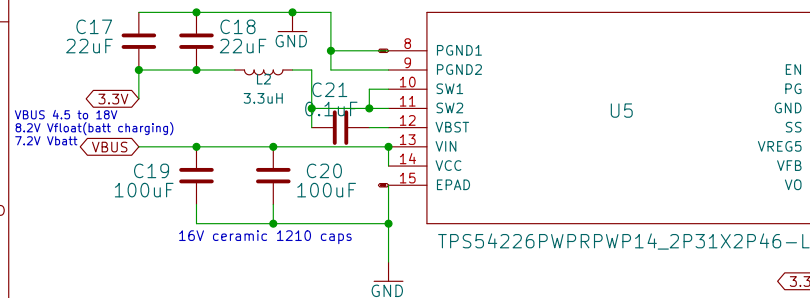 C17
22uF
C18
22uF
GND
L2
3.3uH
C21
0.1uF
3.3V
VBUS 4.5 to 18V
8.2V Vfloat(batt charging)
7.2V Vbatt
VBUS
C19
100uF
C20
100uF
16V ceramic 1210 caps
GND
8 PGND1
9 PGND2
10 SW1
11 SW2
12 VBST
13 VIN
14 VCC
15 EPAD
U5
EN
PG
GND
SS
VREG5
VFB
VO
TPS54226PWPRPWP14_2P31X2P46-L
3.3